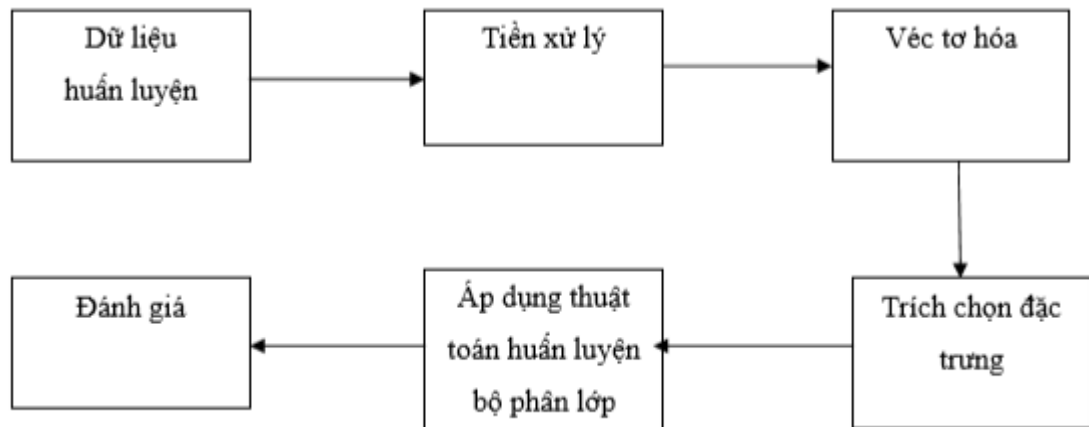 Dữ liệu
huấn luyện
Tiền xử lý
Véc tơ hóa
Trích chọn đặc
trưng
Áp dụng thuật
toán huấn luyện
bộ phân lớp
Đánh giá